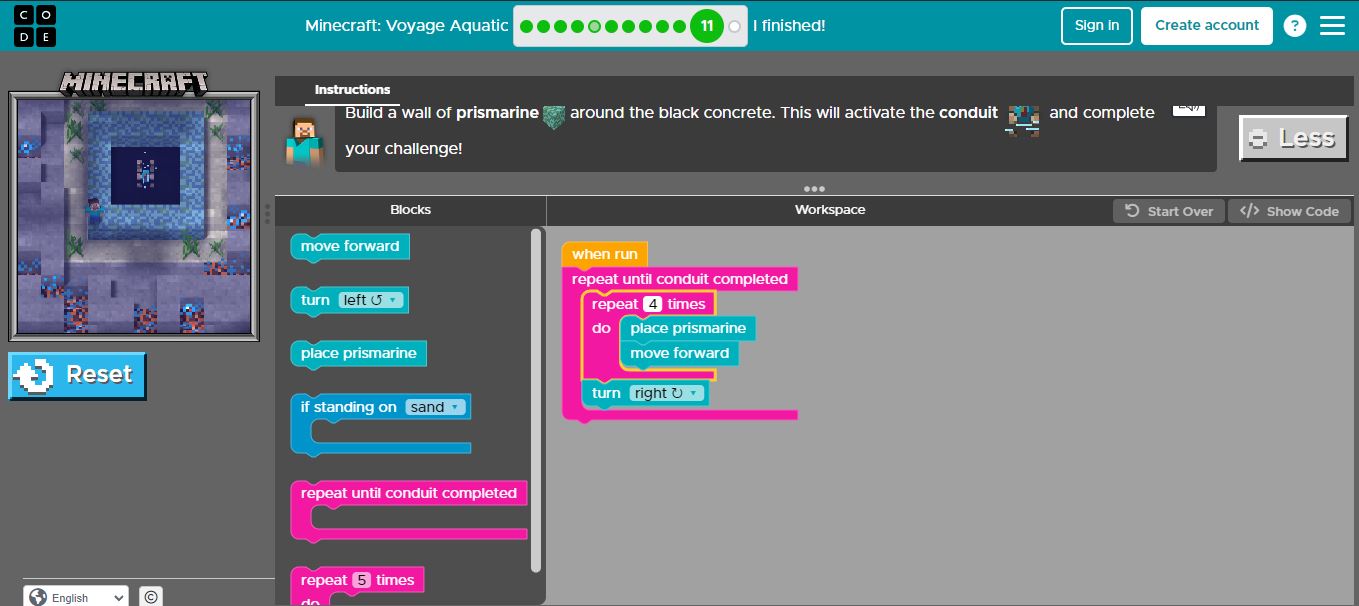 CO
DE
Minecraft: Voyage Aquatic
11
I finished!
Sign in
Create account
?
MINECRAFT
Instructions
Build a wall of prismarine around the black concrete. This will activate the conduit and complete
your challenge!
Less
Blocks
Workspace
Start Over
</> Show Code
move forward
turn left ↺ ▾
place prismarine
if standing on sand ▾
repeat until conduit completed
repeat 5 times
do
when run
repeat until conduit completed
repeat 4 times
do place prismarine
move forward
turn right ↻ ▾
Reset
English
©